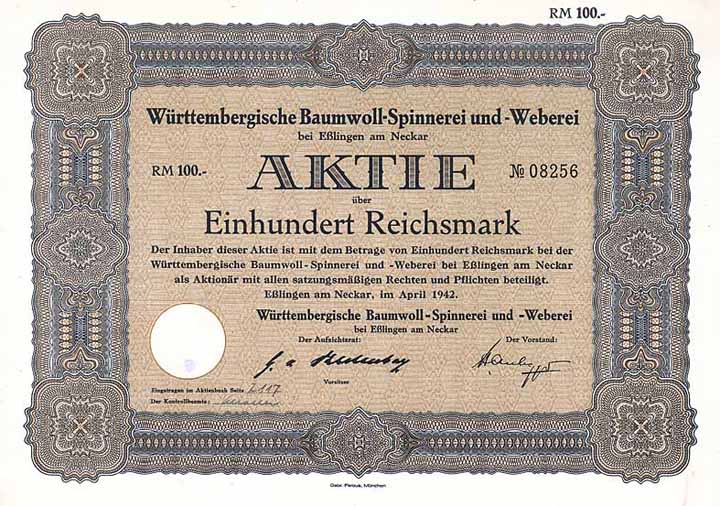 RM 100.-
Württembergische Baumwoll-Spinnerei und -Weberei
bei Eßlingen am Neckar
RM 100.- AKTIE № 08256
über
Einhundert Reichsmark
Der Inhaber dieser Aktie ist mit dem Betrage von Einhundert Reichsmark bei der
Württembergische Baumwoll-Spinnerei und -Weberei bei Eßlingen am Neckar
als Aktionär mit allen satzungsmäßigen Rechten und Pflichten beteiligt.
Eßlingen am Neckar, im April 1942.
Württembergische Baumwoll-Spinnerei und -Weberei
bei Eßlingen am Neckar
Der Aufsichtsrat: Der Vorstand:
Vorsitzer
Eingetragen im Aktienbuch Seite 2117
Der Kontrollbeamte:
Gebr. Parcus, München